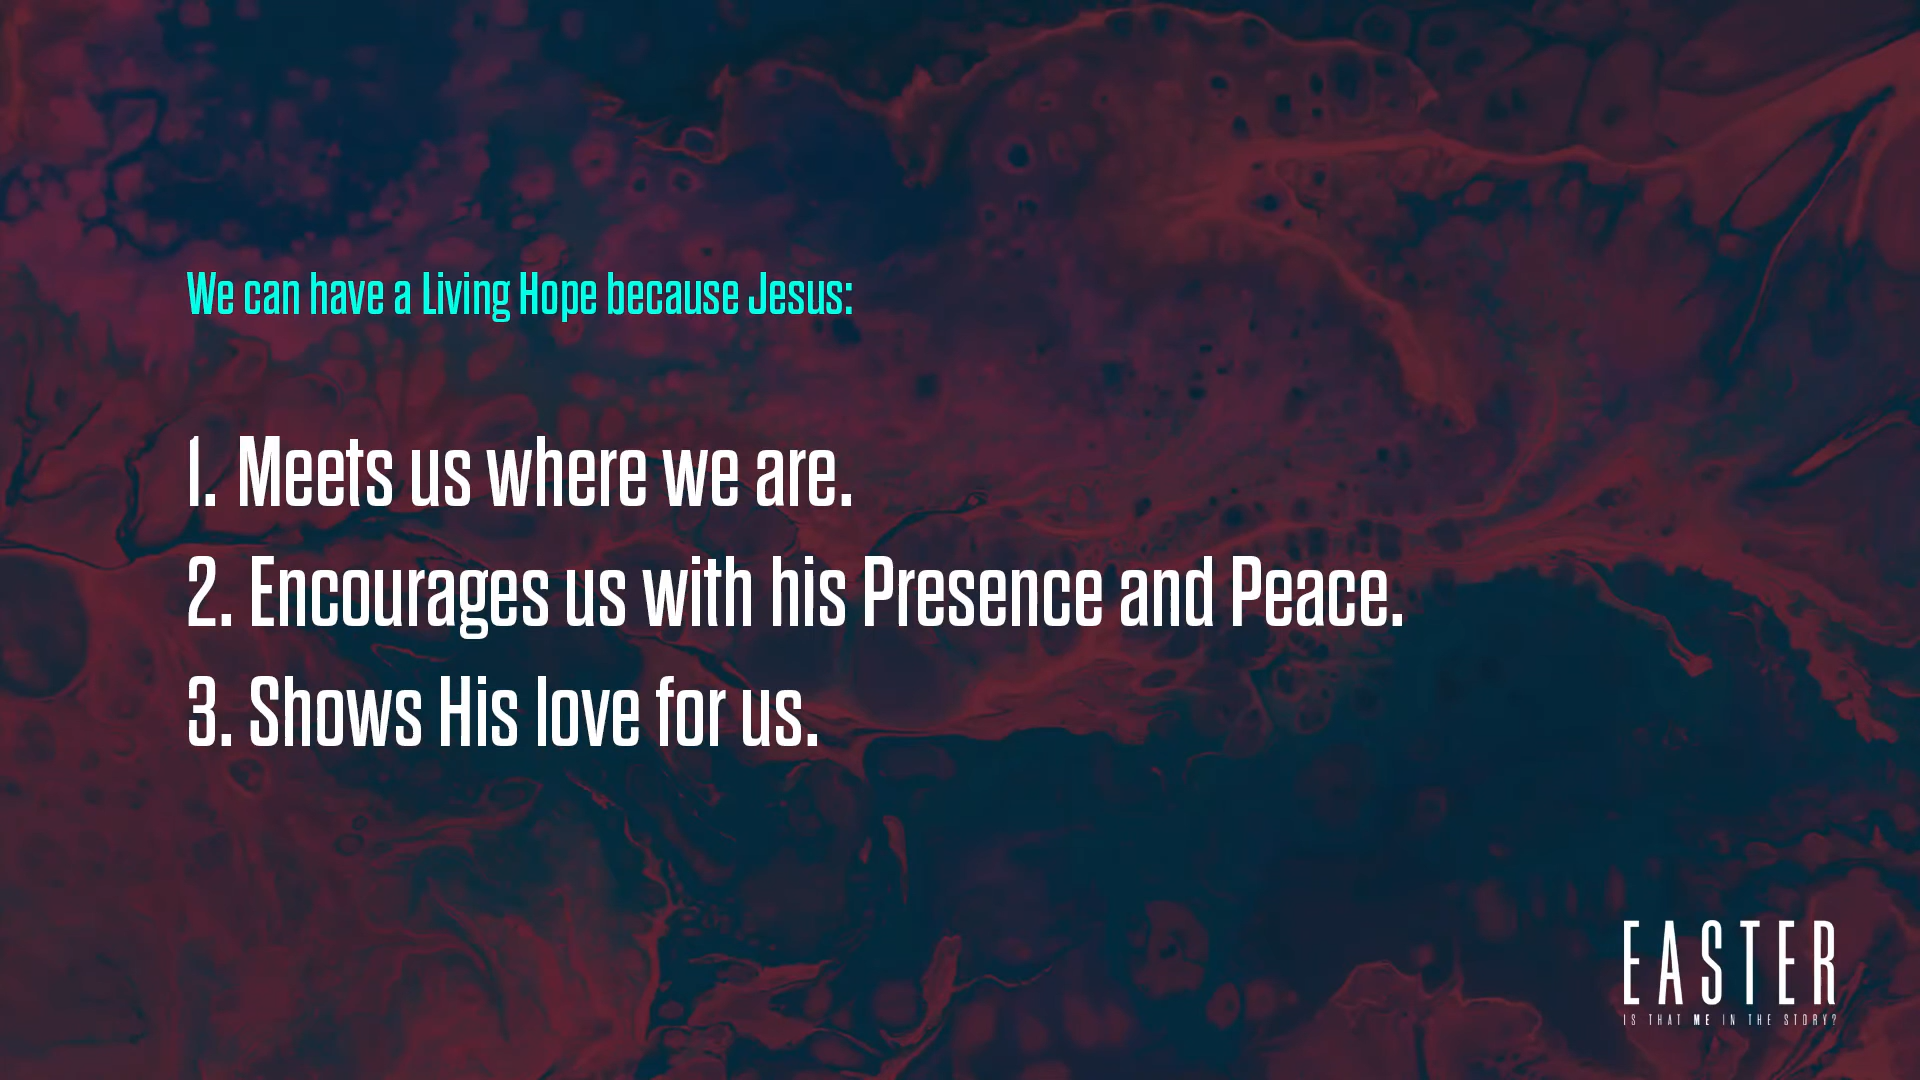 We can have a Living Hope because Jesus:
1. Meets us where we are.
2. Encourages us with his Presence and Peace.
3. Shows His love for us.
EASTER
IS THAT ME IN THE STORY?